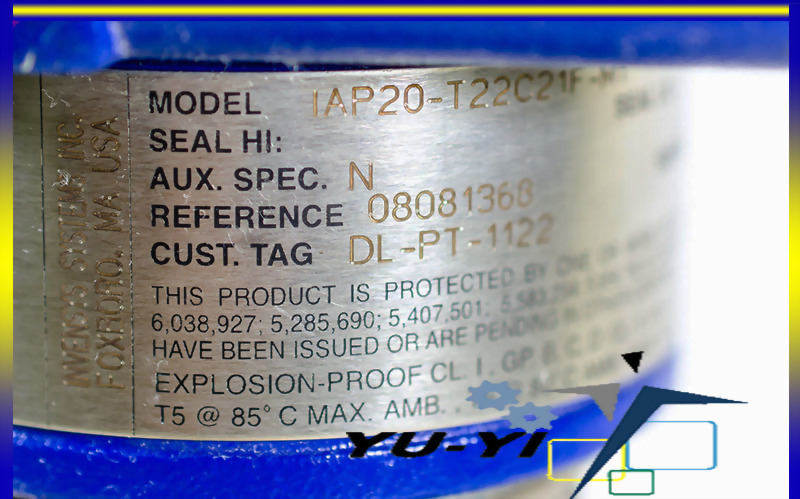 INVENSYS SYSTEMS, INC.
FOXBORO, MA USA
MODEL IAP20-T22C21F
SEAL HI:
AUX. SPEC. N
REFERENCE 08081368
CUST. TAG DL-PT-1122
THIS PRODUCT IS PROTECTED BY ONE
6,038,927; 5,285,690; 5,407,501;
HAVE BEEN ISSUED OR ARE PENDING
EXPLOSION-PROOF CL. I, GP. B, C,
T5 @ 85° C MAX. AMB.
YU-YI